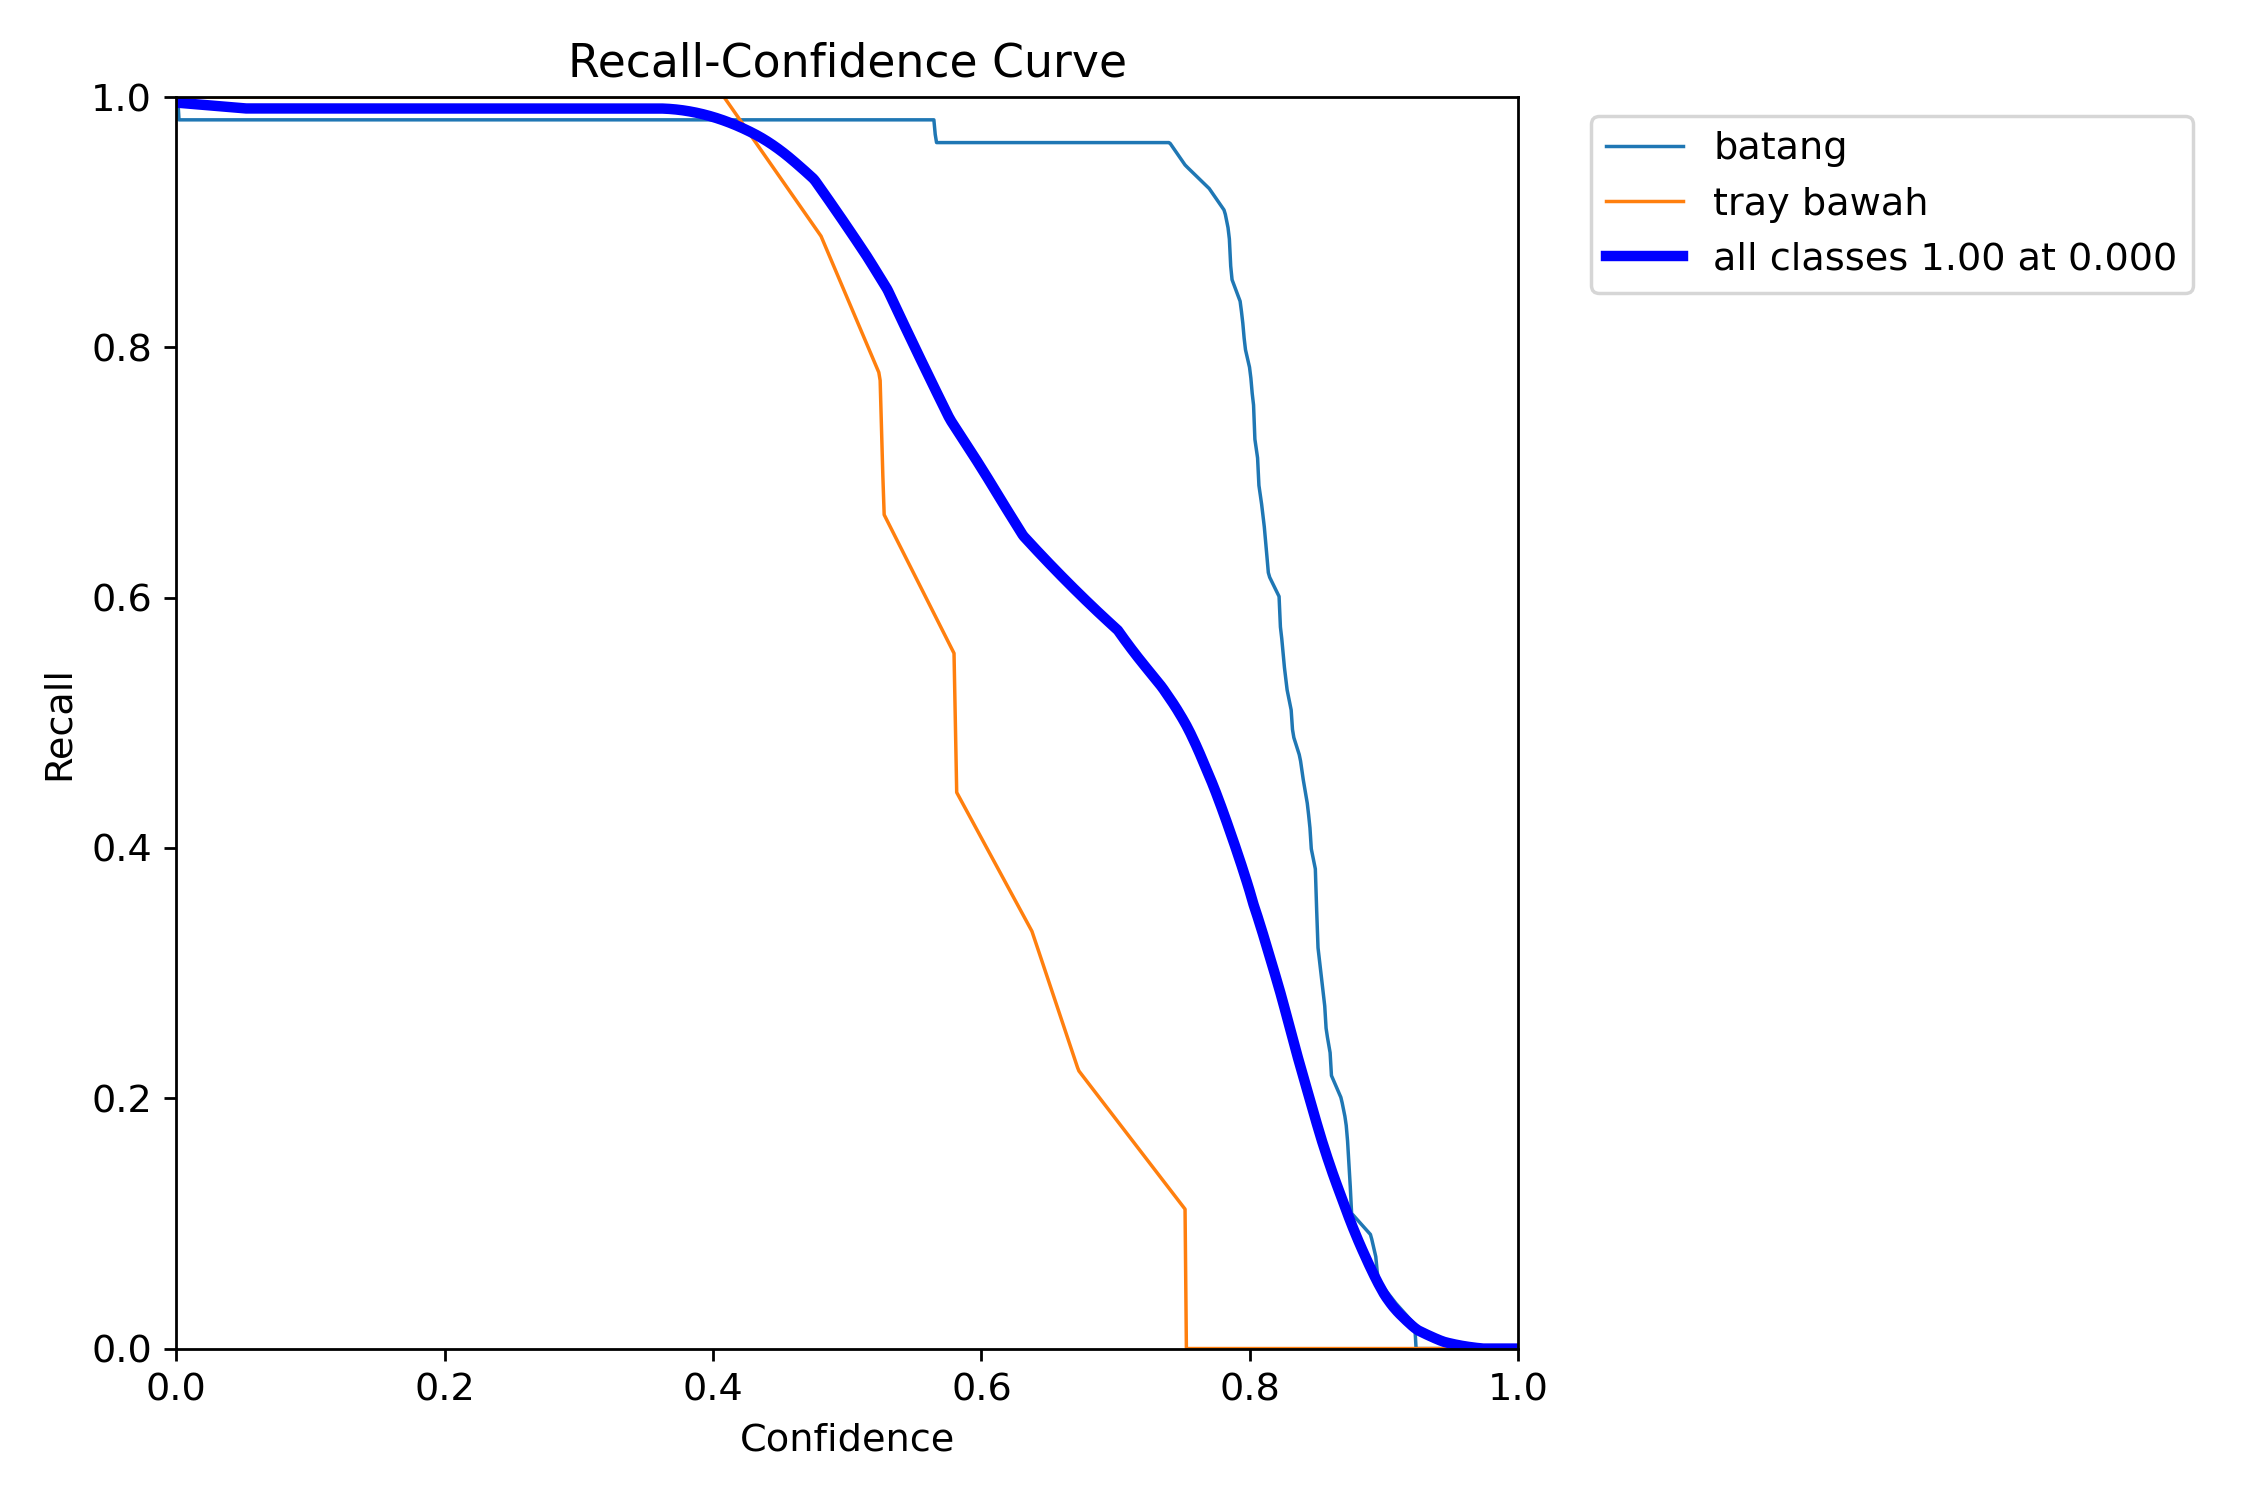 Recall-Confidence Curve
1.0
0.8
0.6
0.4
0.2
0.0
Recall
0.0 0.2 0.4 0.6 0.8 1.0
Confidence
batang
tray bawah
all classes 1.00 at 0.000